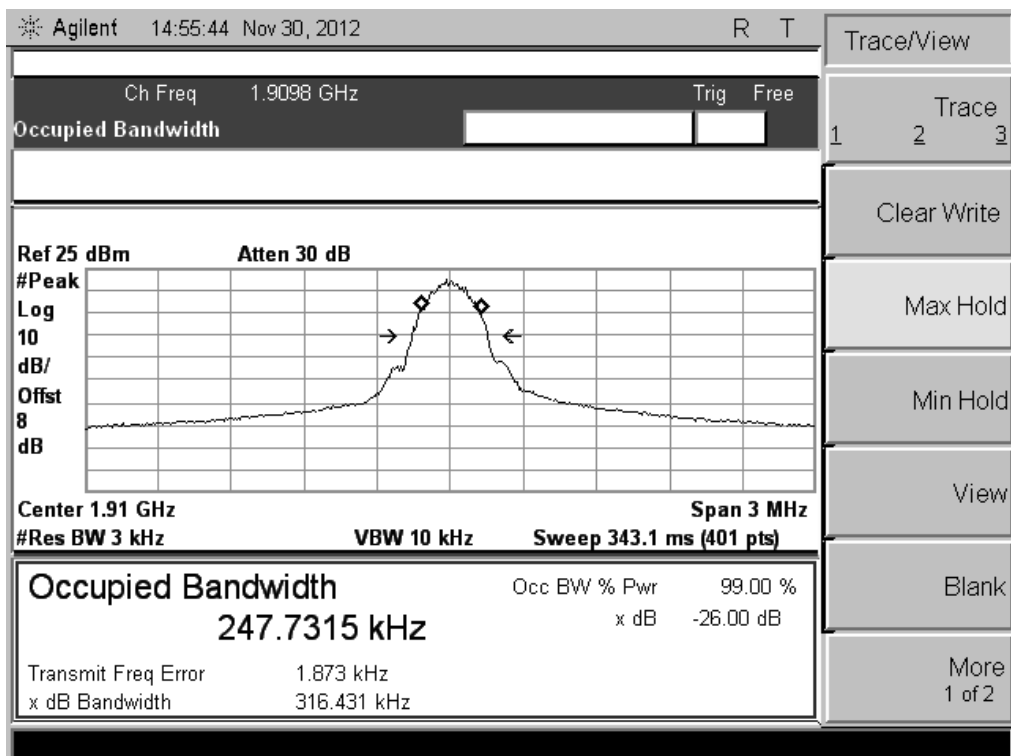 Agilent 14:55:44 Nov 30, 2012 R T
Trace/View
Ch Freq 1.9098 GHz Trig Free
Occupied Bandwidth
Trace
1 2 3
Clear Write
Max Hold
Min Hold
View
Blank
More
1 of 2
Ref 25 dBm Atten 30 dB
#Peak
Log
10
dB/
Offst
8
dB
Center 1.91 GHz Span 3 MHz
#Res BW 3 kHz VBW 10 kHz Sweep 343.1 ms (401 pts)
Occupied Bandwidth Occ BW % Pwr 99.00 %
247.7315 kHz x dB -26.00 dB
Transmit Freq Error 1.873 kHz
x dB Bandwidth 316.431 kHz